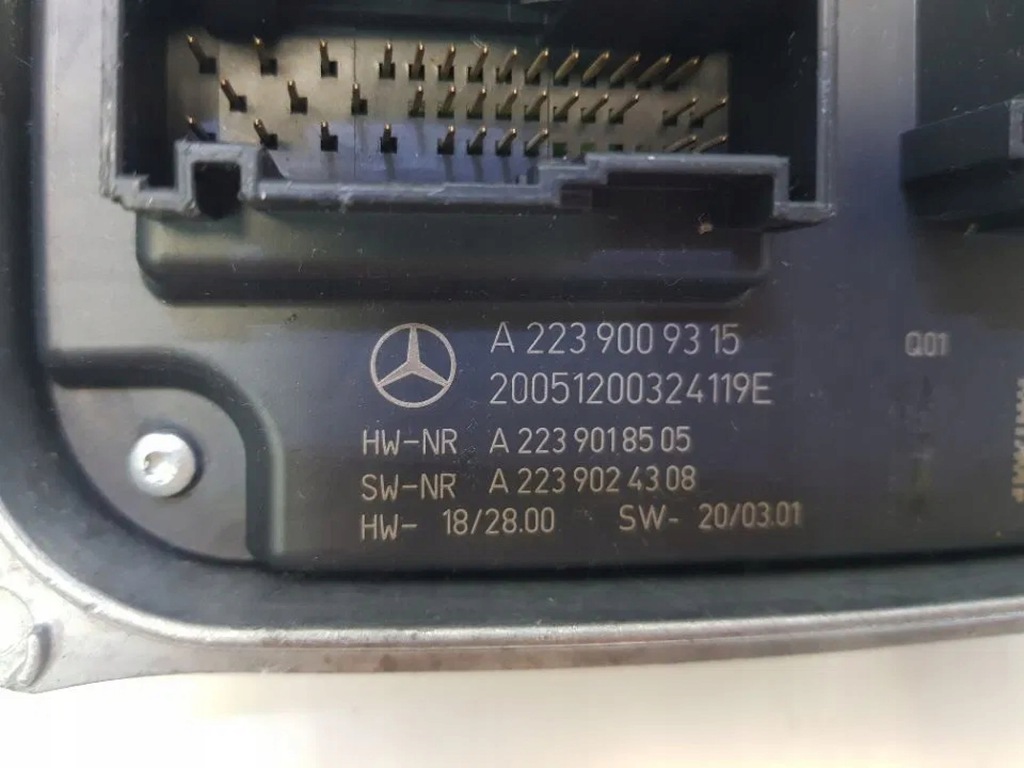 A 223 900 93 15
20051200324119E
Q01
HW-NR A 223 901 85 05
SW-NR A 223 902 43 08
HW- 18/28.00 SW- 20/03.01